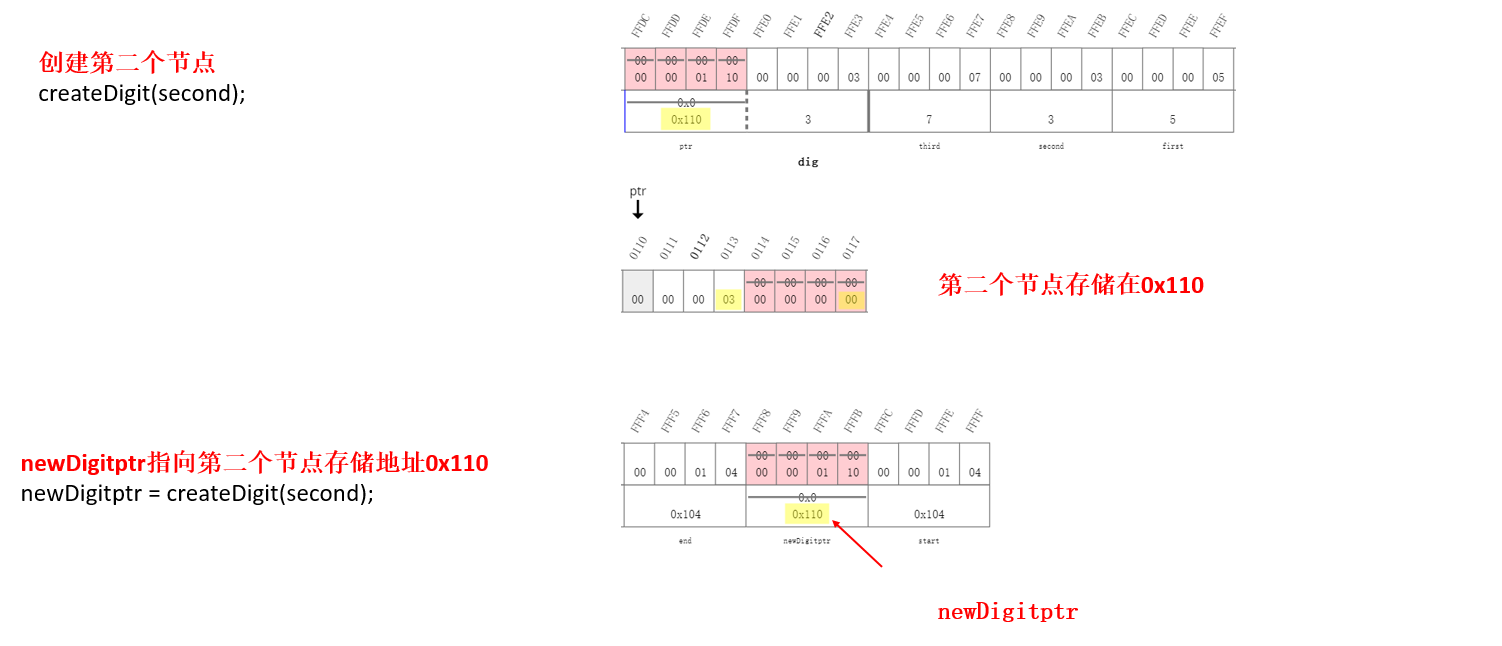 创建第二个节点
createDigit(second);
FFDC FFDD FFDE FFDF FFE0 FFE1 FFE2 FFE3 FFE4 FFE5 FFE6 FFE7 FFE8 FFE9 FFEA FFEB FFEC FFED FFEE FFEF
00 00 00 00
00 00 01 10 00 00 00 03 00 00 00 07 00 00 00 03 00 00 00 05
0x0
0x110 3 7 3 5
ptr third second first
dig
ptr
0110 0111 0112 0113 0114 0115 0116 0117
00 00 00 00
00 00 00 03 00 00 00 00
第二个节点存储在0x110
FFF4 FFF5 FFF6 FFF7 FFF8 FFF9 FFFA FFFB FFFC FFFD FFFE FFFF
00 00 00 00
00 00 01 04 00 00 01 10 00 00 01 04
newDigitptr指向第二个节点存储地址0x110
newDigitptr = createDigit(second);
0x0
0x104 0x110 0x104
end newDigitptr start
newDigitptr